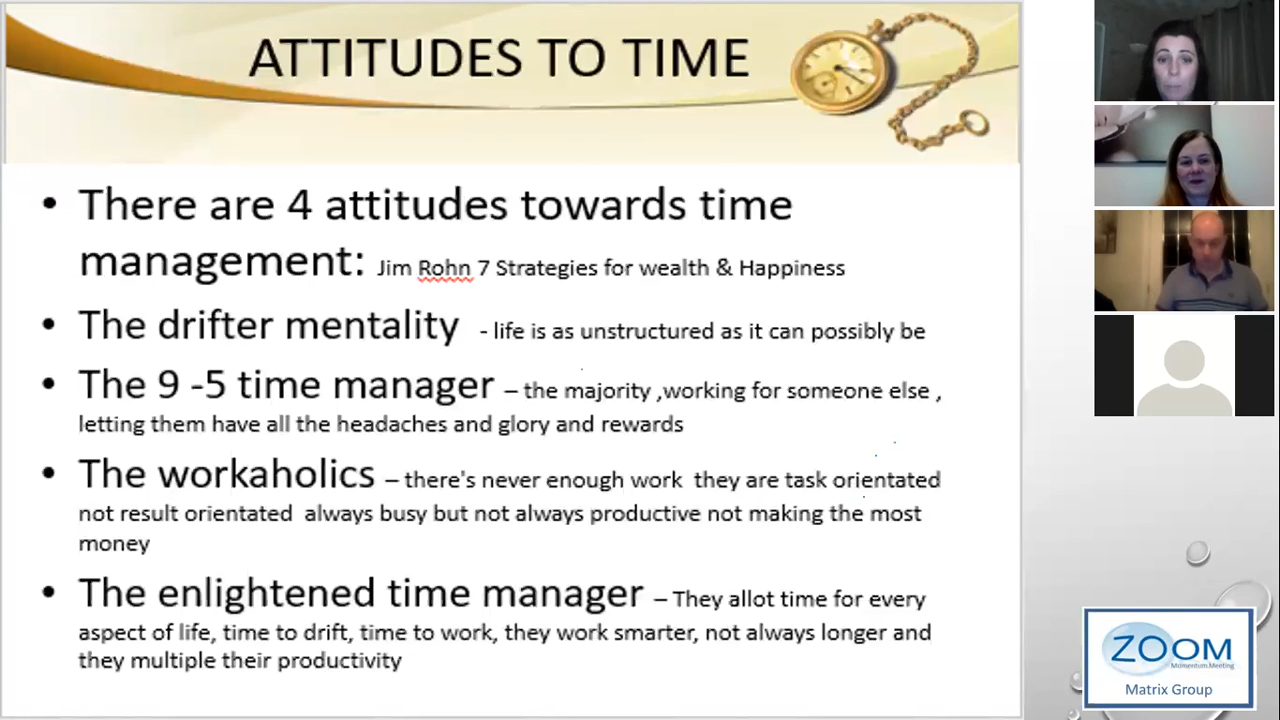 ATTITUDES TO TIME
• There are 4 attitudes towards time
management: Jim Rohn 7 Strategies for wealth & Happiness
• The drifter mentality - life is as unstructured as it can possibly be
• The 9 -5 time manager – the majority ,working for someone else ,
letting them have all the headaches and glory and rewards
• The workaholics – there's never enough work they are task orientated
not result orientated always busy but not always productive not making the most
money
• The enlightened time manager – They allot time for every
aspect of life, time to drift, time to work, they work smarter, not always longer and
they multiple their productivity
ZOOM
Momentum Meeting
Matrix Group